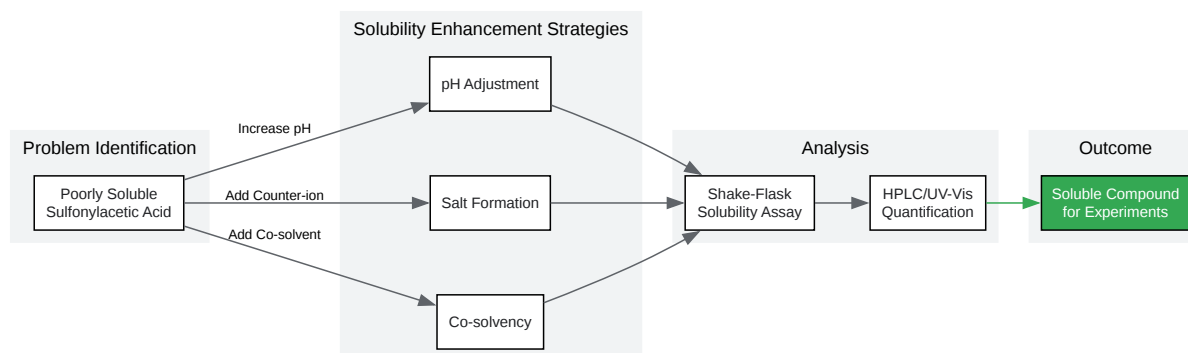 Solubility Enhancement Strategies
pH Adjustment
Increase pH
Problem Identification
Poorly Soluble
Sulfonylacetic Acid
Add Counter-ion
Salt Formation
Add Co-solvent
Co-solvency
Analysis
Shake-Flask
Solubility Assay
HPLC/UV-Vis
Quantification
Outcome
Soluble Compound
for Experiments